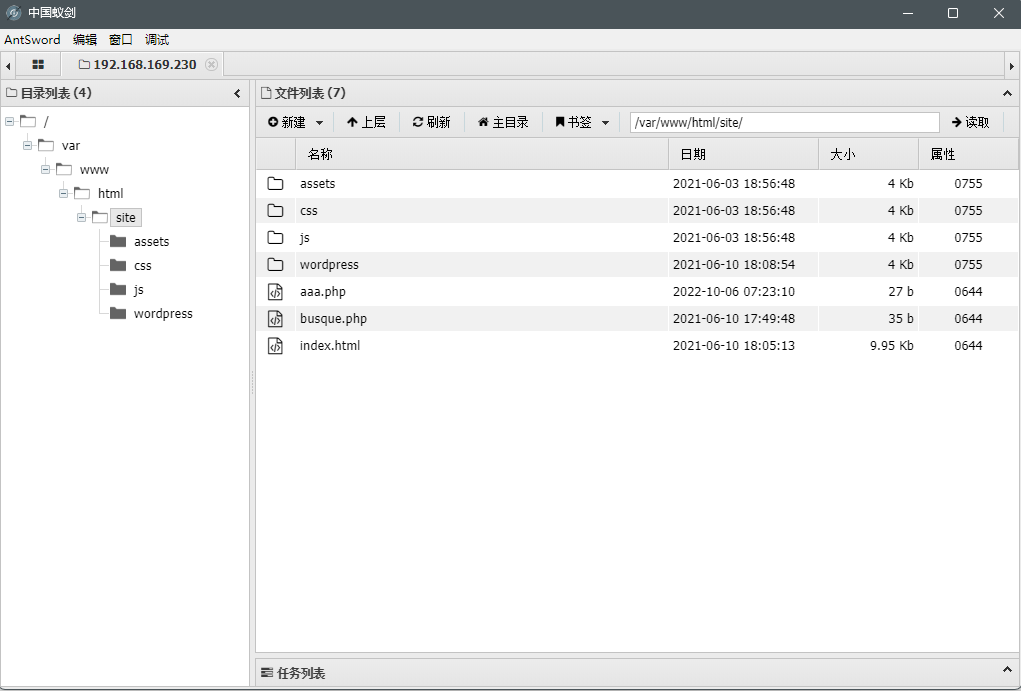 中国蚁剑
AntSword 编辑 窗口 调试
192.168.169.230
目录列表 (4)
/
var
www
html
site
assets
css
js
wordpress
文件列表 (7)
新建 上层 刷新 主目录 书签 /var/www/html/site/ 读取
名称 日期 大小 属性
assets 2021-06-03 18:56:48 4 Kb 0755
css 2021-06-03 18:56:48 4 Kb 0755
js 2021-06-03 18:56:48 4 Kb 0755
wordpress 2021-06-10 18:08:54 4 Kb 0755
aaa.php 2022-10-06 07:23:10 27 b 0644
busque.php 2021-06-10 17:49:48 35 b 0644
index.html 2021-06-10 18:05:13 9.95 Kb 0644
任务列表